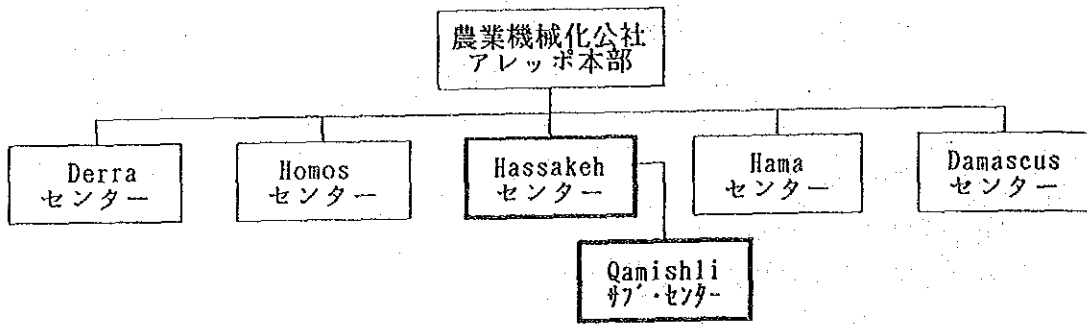 農業機械化公社
アレッポ本部
Derra
センター
Homos
センター
Hassakeh
センター
Hama
センター
Damascus
センター
Qamishli
ｻﾌﾞ・ｾﾝﾀｰ